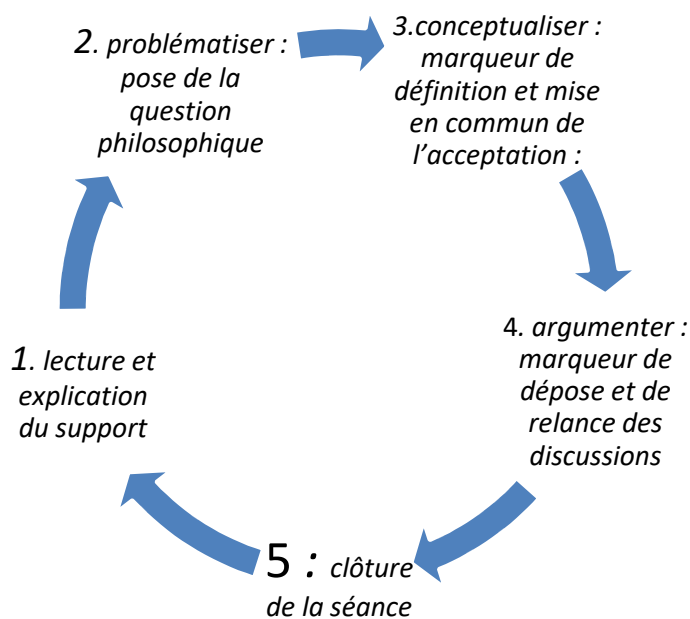 1. lecture et
explication
du support
2. problématiser :
pose de la
question
philosophique
3.conceptualiser :
marqueur de
définition et mise
en commun de
l’acceptation :
4. argumenter :
marqueur de
dépose et de
relance des
discussions
5 : clôture
de la séance